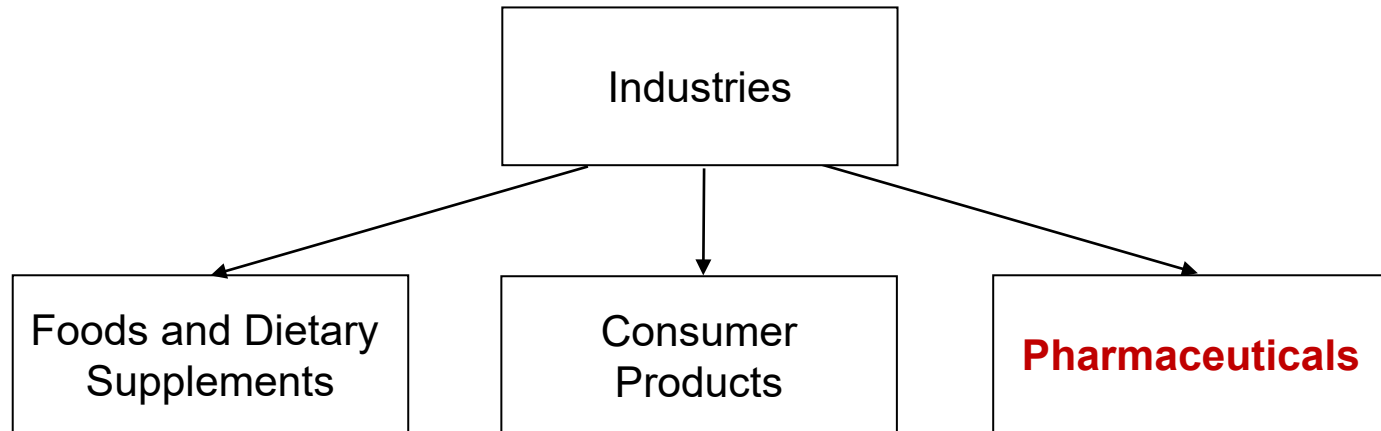 Industries
Foods and Dietary
Supplements
Consumer
Products
Pharmaceuticals